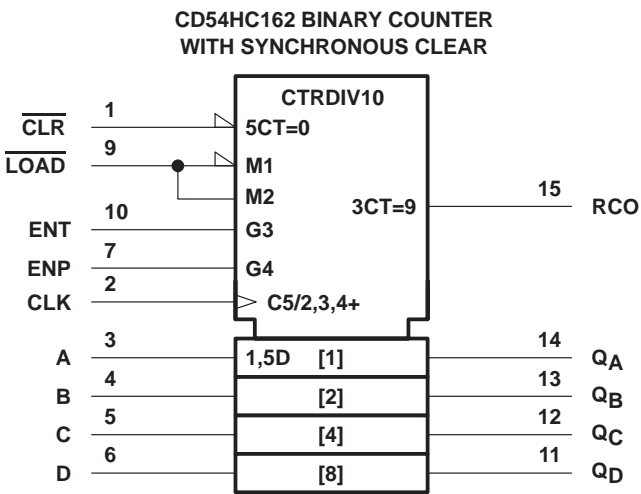 CD54HC162 BINARY COUNTER
WITH SYNCHRONOUS CLEAR
CTRDIV10
CLR 1 5CT=0
LOAD 9 M1
M2
3CT=9 15 RCO
ENT 10 G3
ENP 7 G4
CLK 2 C5/2,3,4+
A 3 1,5D [1] 14 QA
B 4 [2] 13 QB
C 5 [4] 12 QC
D 6 [8] 11 QD